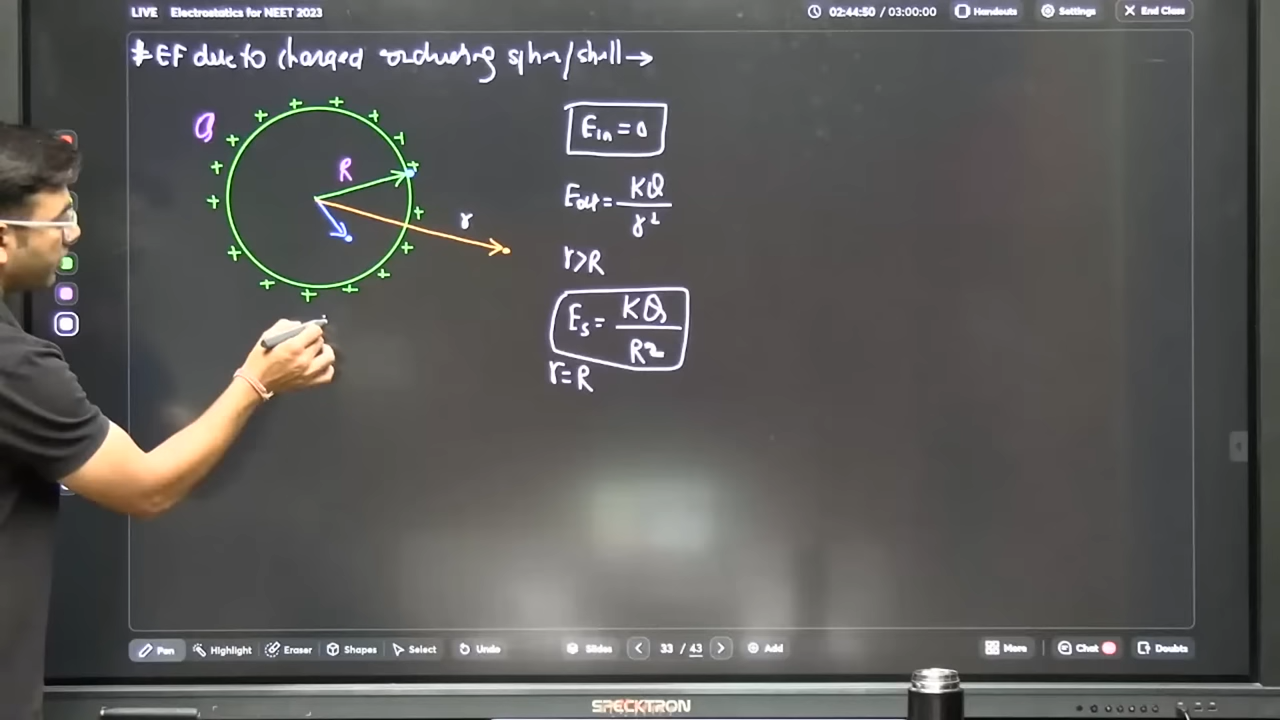 LIVE Electrostatics for NEET 2023
02:44:50 / 03:00:00
Handouts
Settings
End Class
# EF due to charged conducting sphere/shell →
Q
R
r
Ein = 0
Eout = KQ/r²
r>R
Es = KQ/R²
r=R
Pen
Highlight
Eraser
Shapes
Select
Undo
Slides
33 / 43
Add
More
Chat
Doubts
SPECKTRON